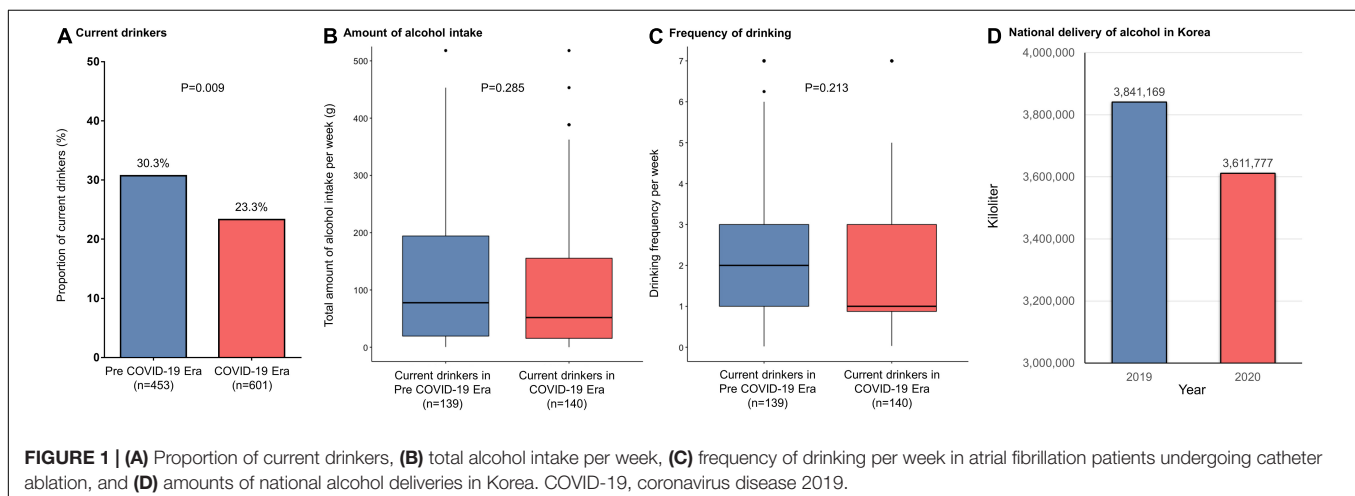 A Current drinkers
Proportion of current drinkers (%)
50
40
30
20
10
0
P=0.009
30.3%
23.3%
Pre COVID-19 Era
(n=453)
COVID-19 Era
(n=601)
B Amount of alcohol intake
Total amount of alcohol intake per week (g)
500
400
300
200
100
0
P=0.285
Current drinkers in
Pre COVID-19 Era
(n=139)
Current drinkers in
COVID-19 Era
(n=140)
C Frequency of drinking
Drinking frequency per week
7
6
5
4
3
2
1
0
P=0.213
Current drinkers in
Pre COVID-19 Era
(n=139)
Current drinkers in
COVID-19 Era
(n=140)
D National delivery of alcohol in Korea
Kiloliter
4,000,000
3,800,000
3,600,000
3,400,000
3,200,000
3,000,000
3,841,169
3,611,777
2019
2020
Year
FIGURE 1 | (A) Proportion of current drinkers, (B) total alcohol intake per week, (C) frequency of drinking per week in atrial fibrillation patients undergoing catheter
ablation, and (D) amounts of national alcohol deliveries in Korea. COVID-19, coronavirus disease 2019.